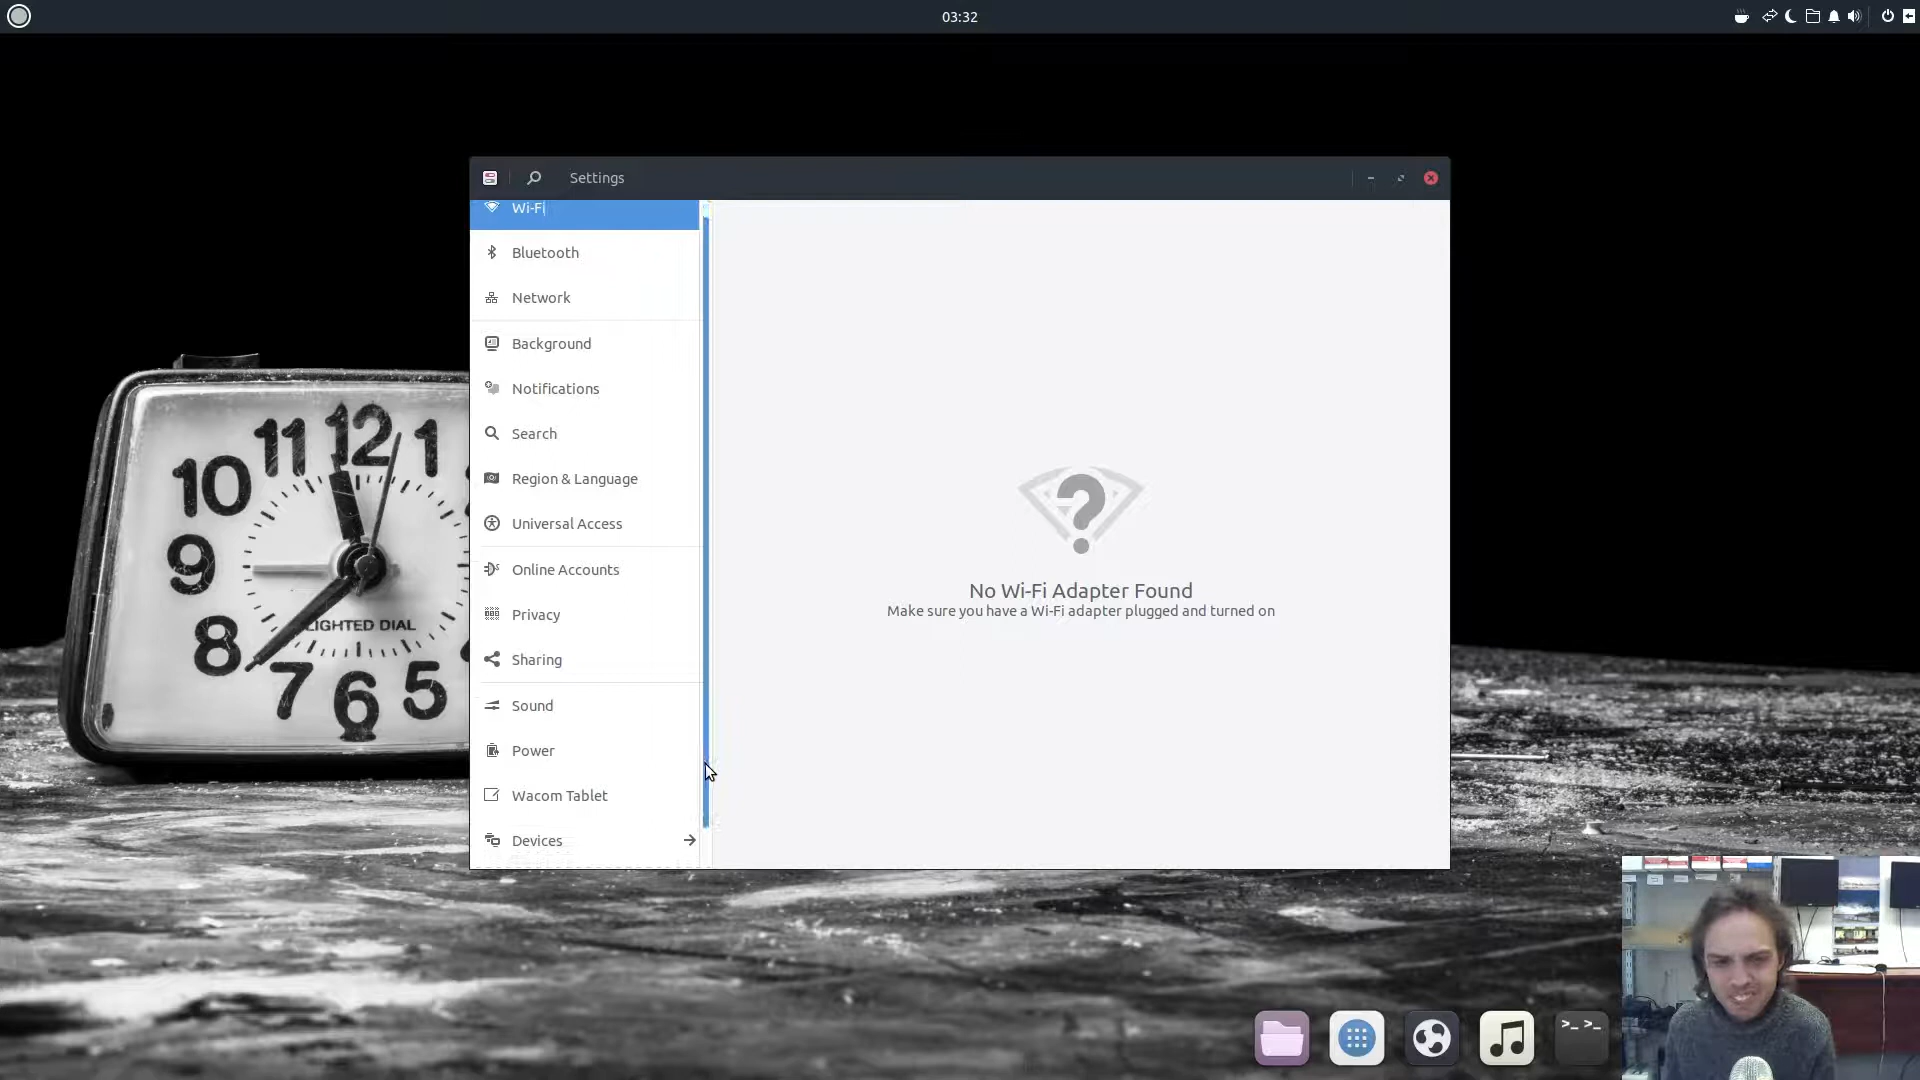 03:32
Settings
Wi-Fi
Bluetooth
Network
Background
Notifications
Search
Region & Language
Universal Access
Online Accounts
Privacy
Sharing
Sound
Power
Wacom Tablet
Devices
No Wi-Fi Adapter Found
Make sure you have a Wi-Fi adapter plugged and turned on
12
11
1
10
9
LIGHTED DIAL
8
7
6
5
>_ >_